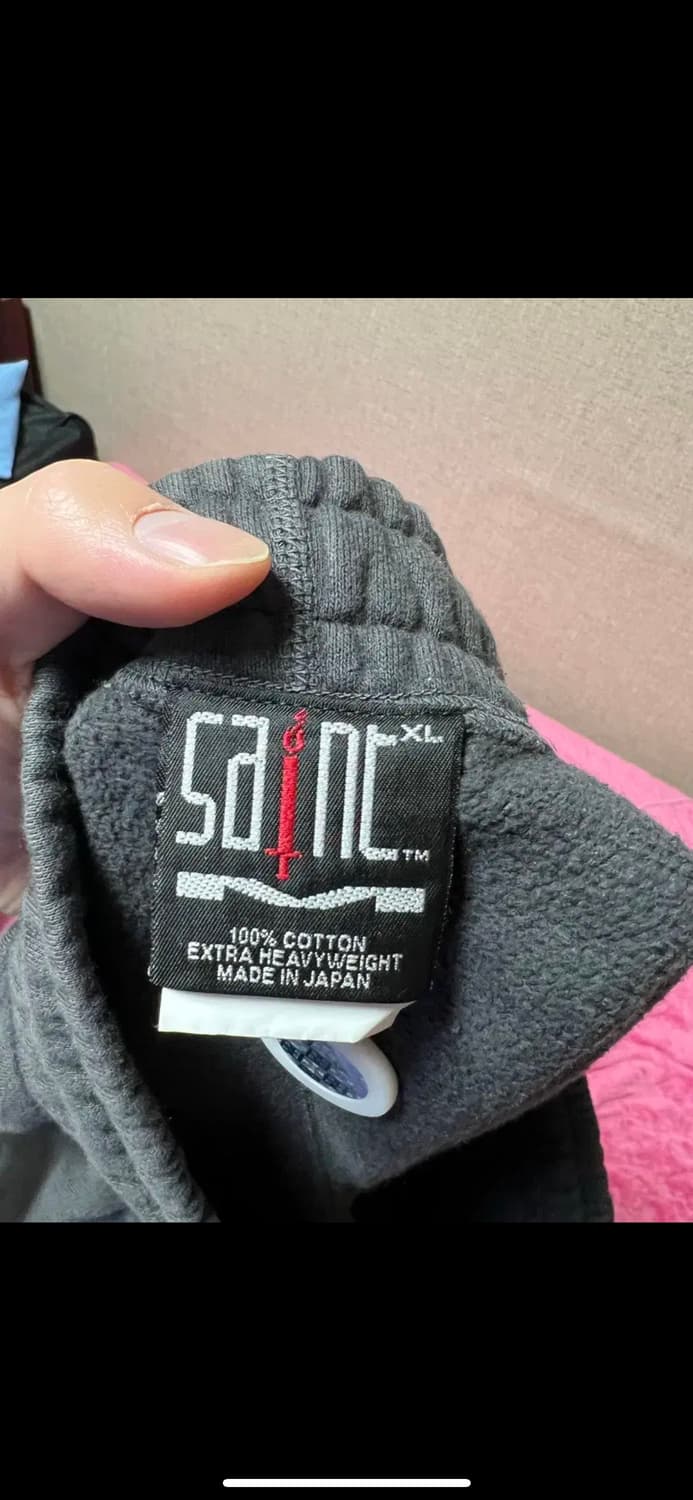 saint XL
TM
100% COTTON
EXTRA HEAVYWEIGHT
MADE IN JAPAN